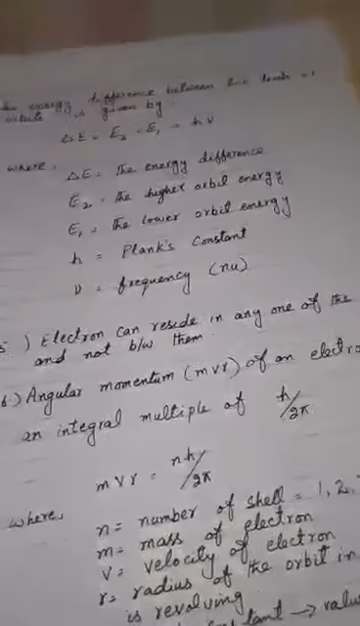 energy difference between
given by
ΔE = E₂ - E₁ = hν
where,
ΔE = the energy difference
E₂ = the higher orbit energy
E₁ = the lower orbit energy
h = Plank's Constant
ν = frequency (nu)
5.) Electron can reside in any one of the
and not b/w them.
6.) Angular momentum (mvr) of an electro
an integral multiple of h/2π
mvr = nh/2π
where,
n = number of shell = 1, 2,
m = mass of electron
v = velocity of electron
r = radius of the orbit in
is revolving
→ valu